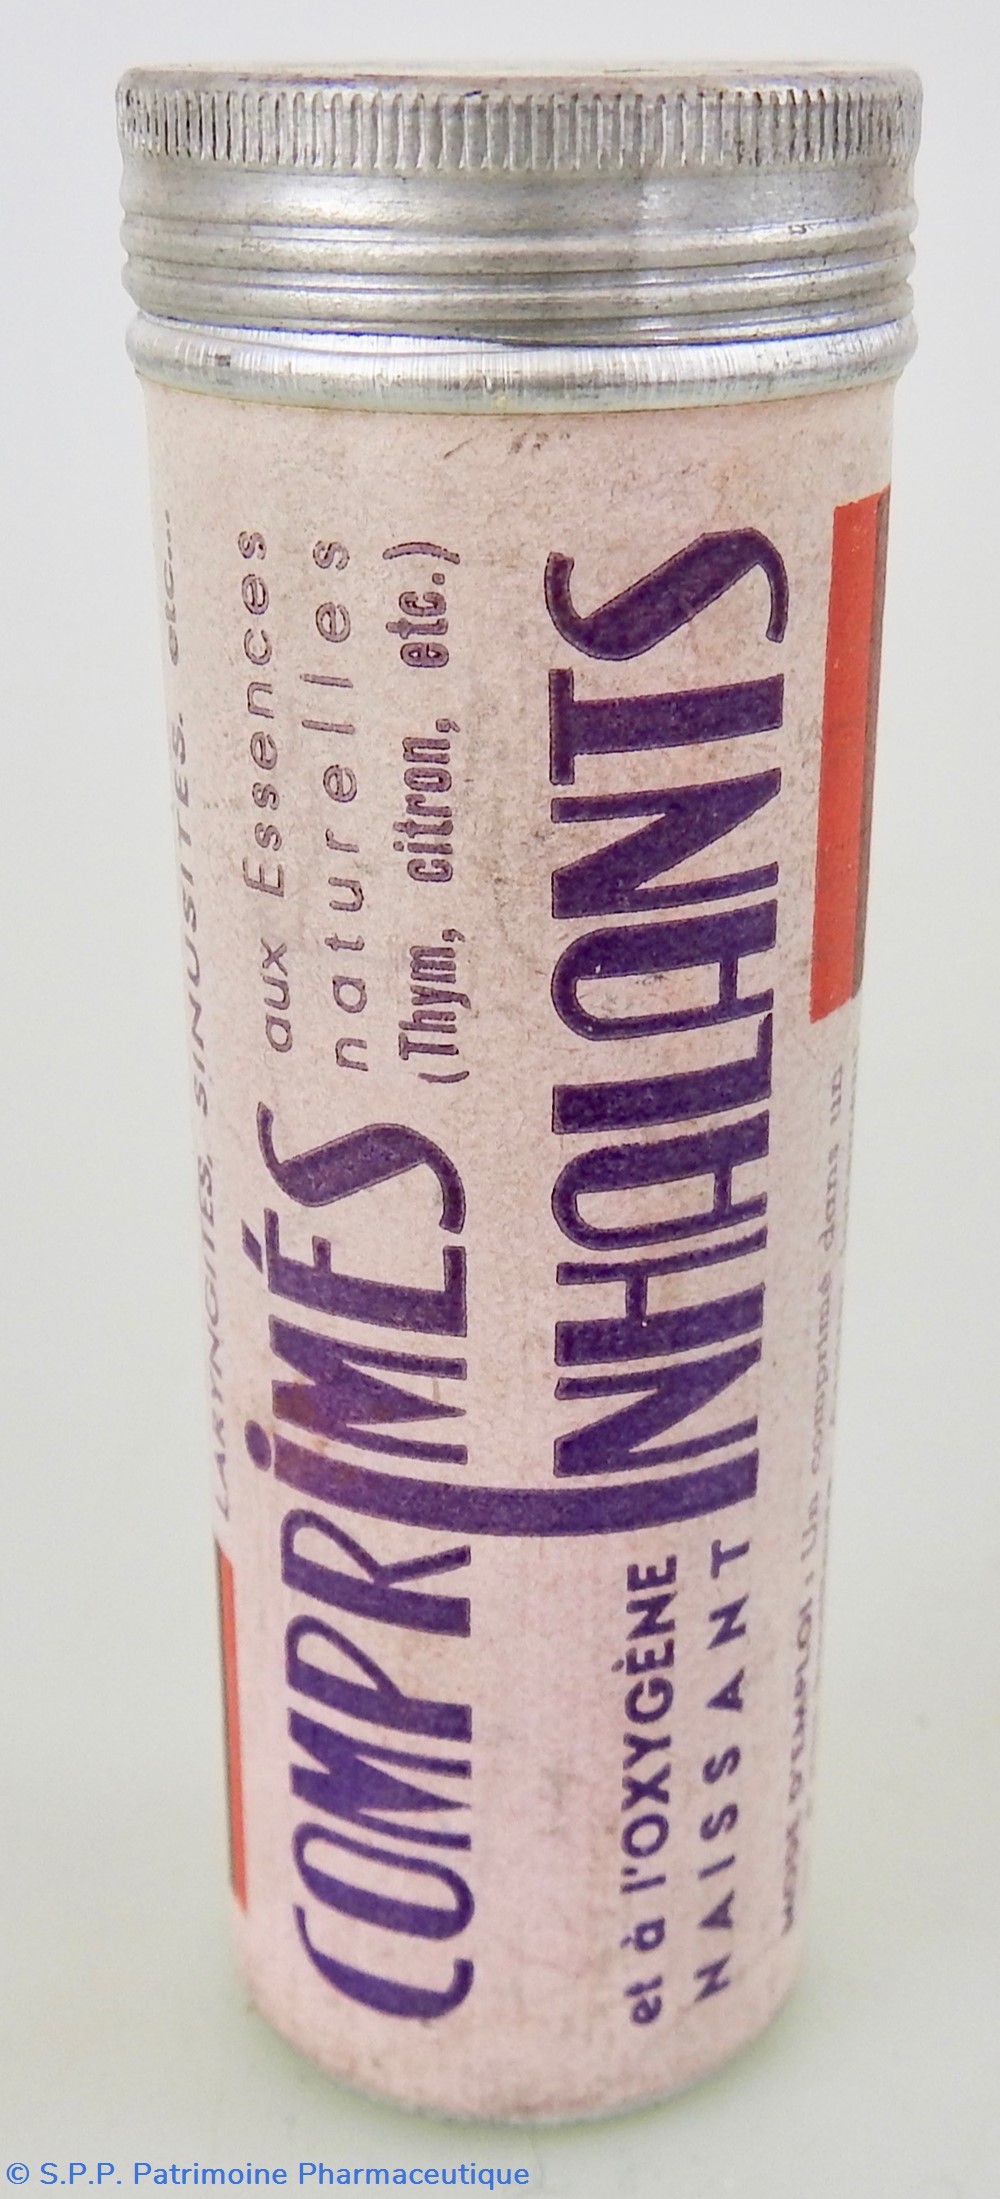 LARYNGITES, SINUSITES, etc...
COMPRIMÉS
aux Essences
naturelles
(Thym, citron, etc.)
INHALANTS
et à l'OXYGÈNE
NAISSANT
MODE D'EMPLOI : Un comprimé dans un
© S.P.P. Patrimoine Pharmaceutique